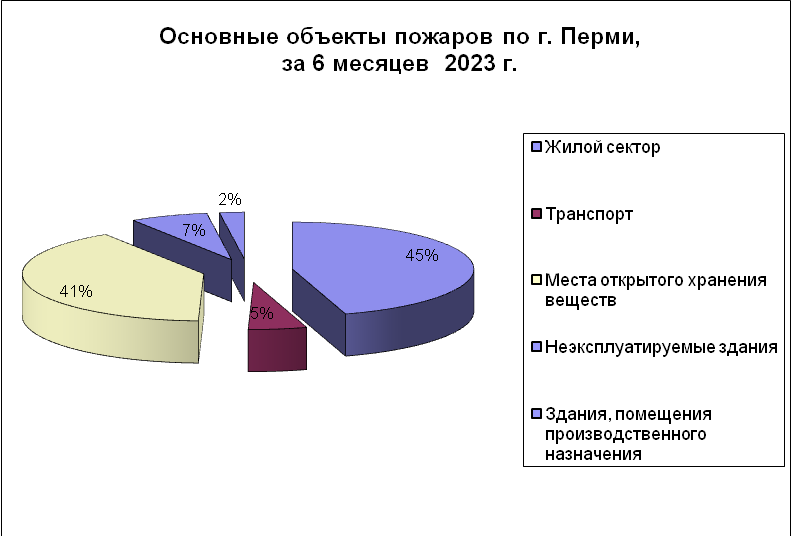 Основные объекты пожаров по г. Перми,
за 6 месяцев 2023 г.
2%
7%
45%
41%
5%
Жилой сектор
Транспорт
Места открытого хранения
веществ
Неэксплуатируемые здания
Здания, помещения
производственного
назначения